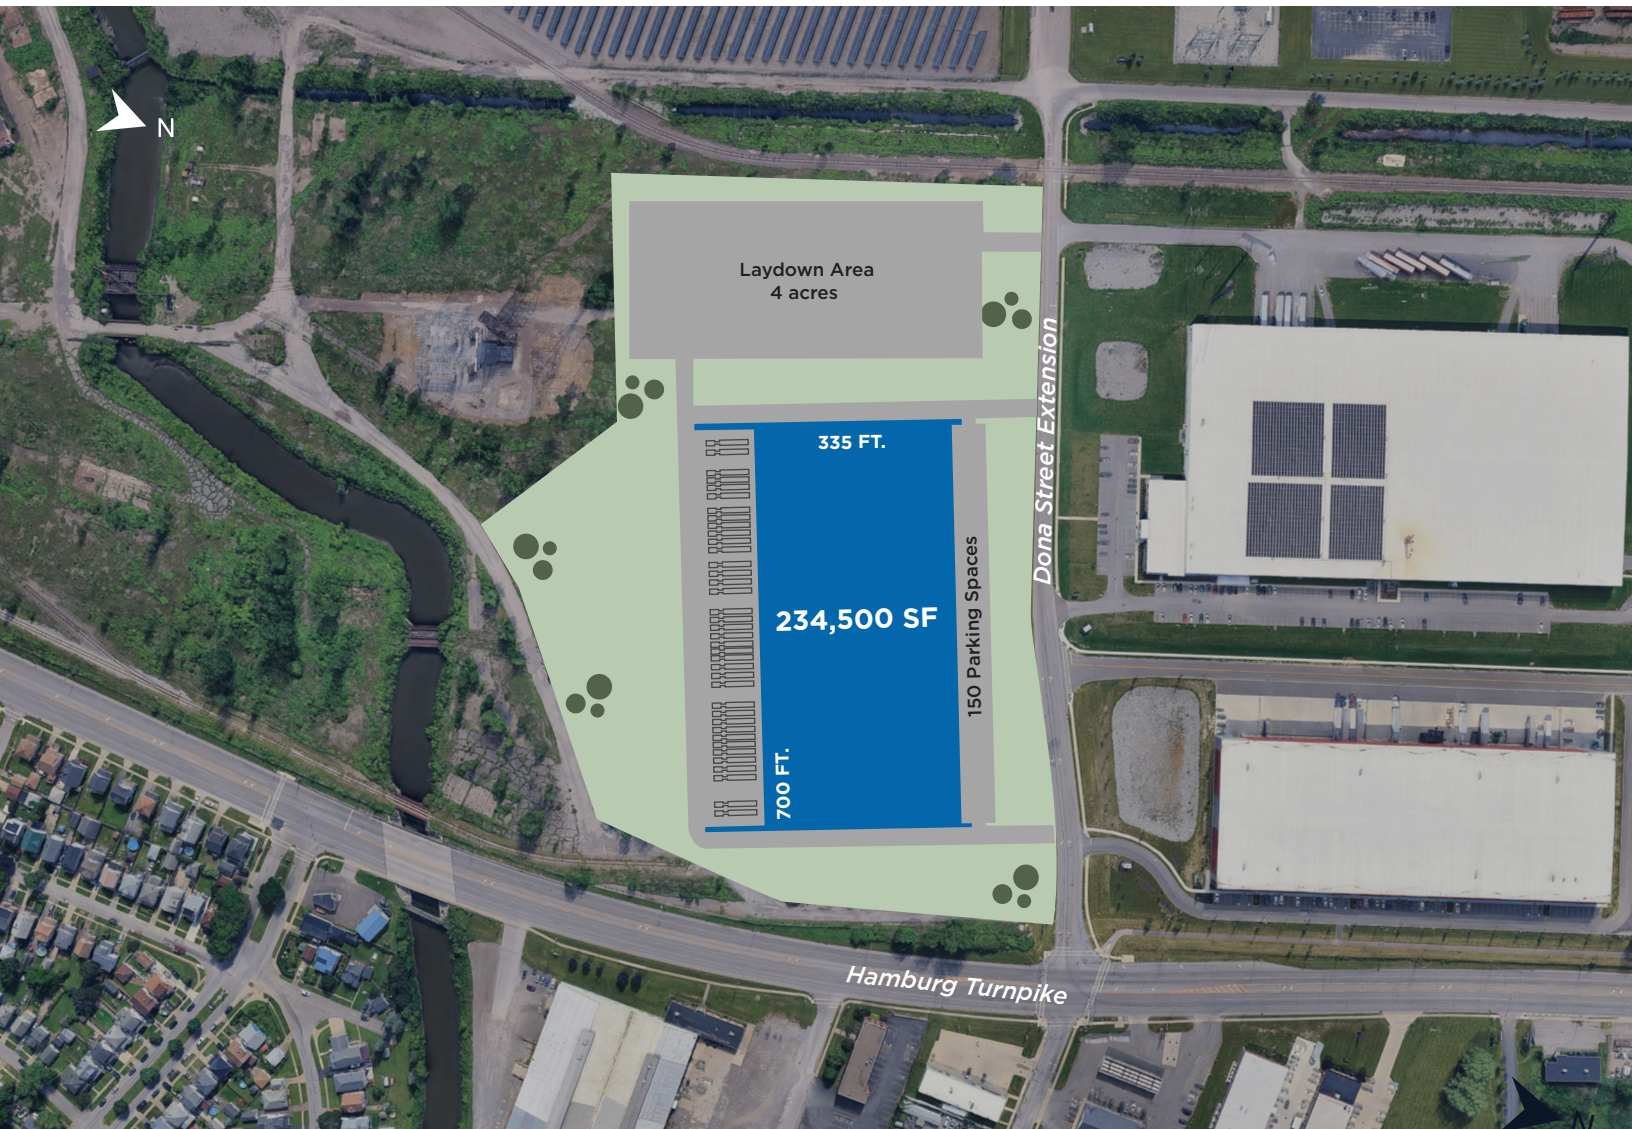 N
Laydown Area
4 acres
Dona Street Extension
335 FT.
234,500 SF
150 Parking Spaces
700 FT.
Hamburg Turnpike
N